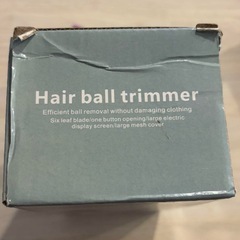 Hair ball trimmer
Efficient ball removal without damaging clothing
Six leaf blade/one button opening/large electric
display screen/large mesh cover